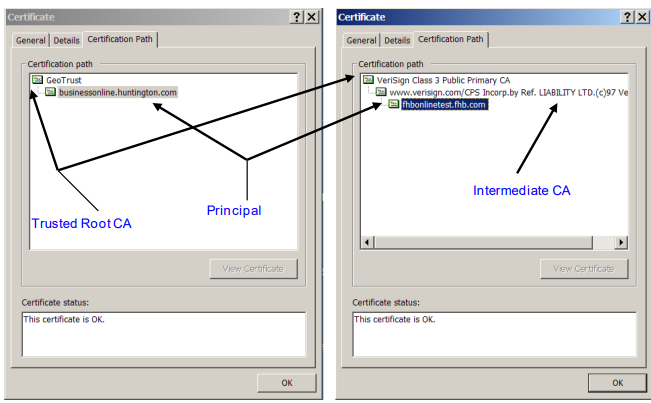 Certificate
General Details Certification Path
Certification path
GeoTrust
businessonline.huntington.com
Trusted Root CA
Principal
View Certificate
Certificate status:
This certificate is OK.
OK
Certificate
General Details Certification Path
Certification path
VeriSign Class 3 Public Primary CA
www.verisign.com/CPS Incorp.by Ref. LIABILITY LTD.(c)97 Ve
fhbonlinetest.fhb.com
Intermediate CA
View Certificate
Certificate status:
This certificate is OK.
OK